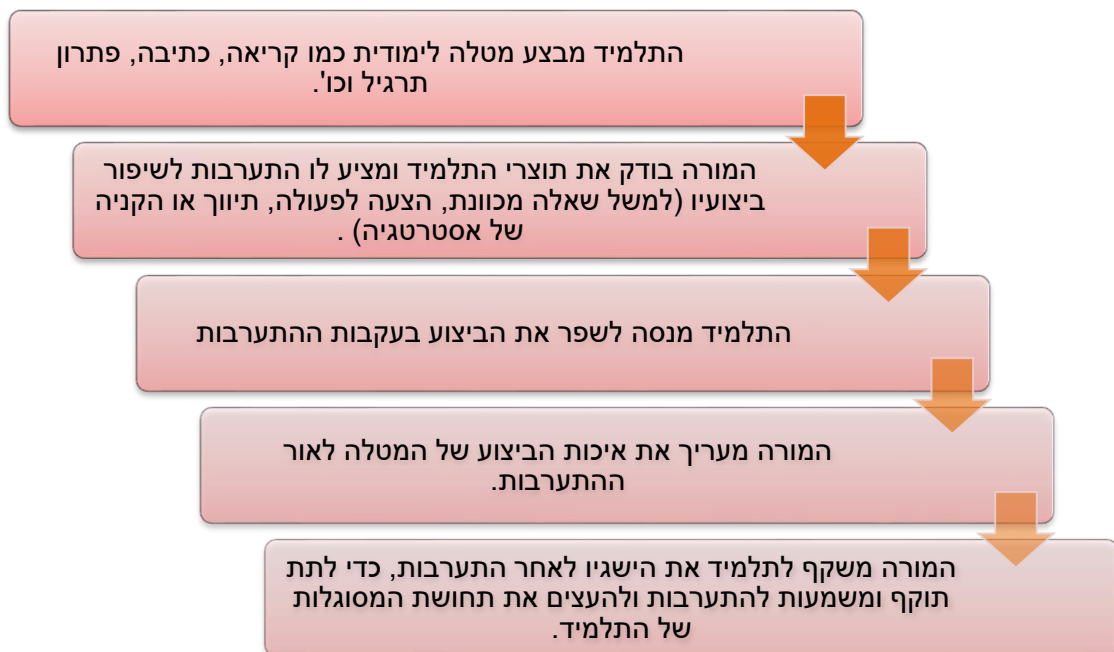 התלמיד מבצע מטלה לימודית כמו קריאה, כתיבה, פתרון
תרגיל וכו'.
המורה בודק את תוצרי התלמיד ומציע לו התערבות לשיפור
ביצועיו (למשל שאלה מכוונת, הצעה לפעולה, תיווך או הקניה
של אסטרטגיה) .
התלמיד מנסה לשפר את הביצוע בעקבות ההתערבות
המורה מעריך את איכות הביצוע של המטלה לאור
ההתערבות.
המורה משקף לתלמיד את הישגיו לאחר התערבות, כדי לתת
תוקף ומשמעות להתערבות ולהעצים את תחושת המסוגלות
של התלמיד.